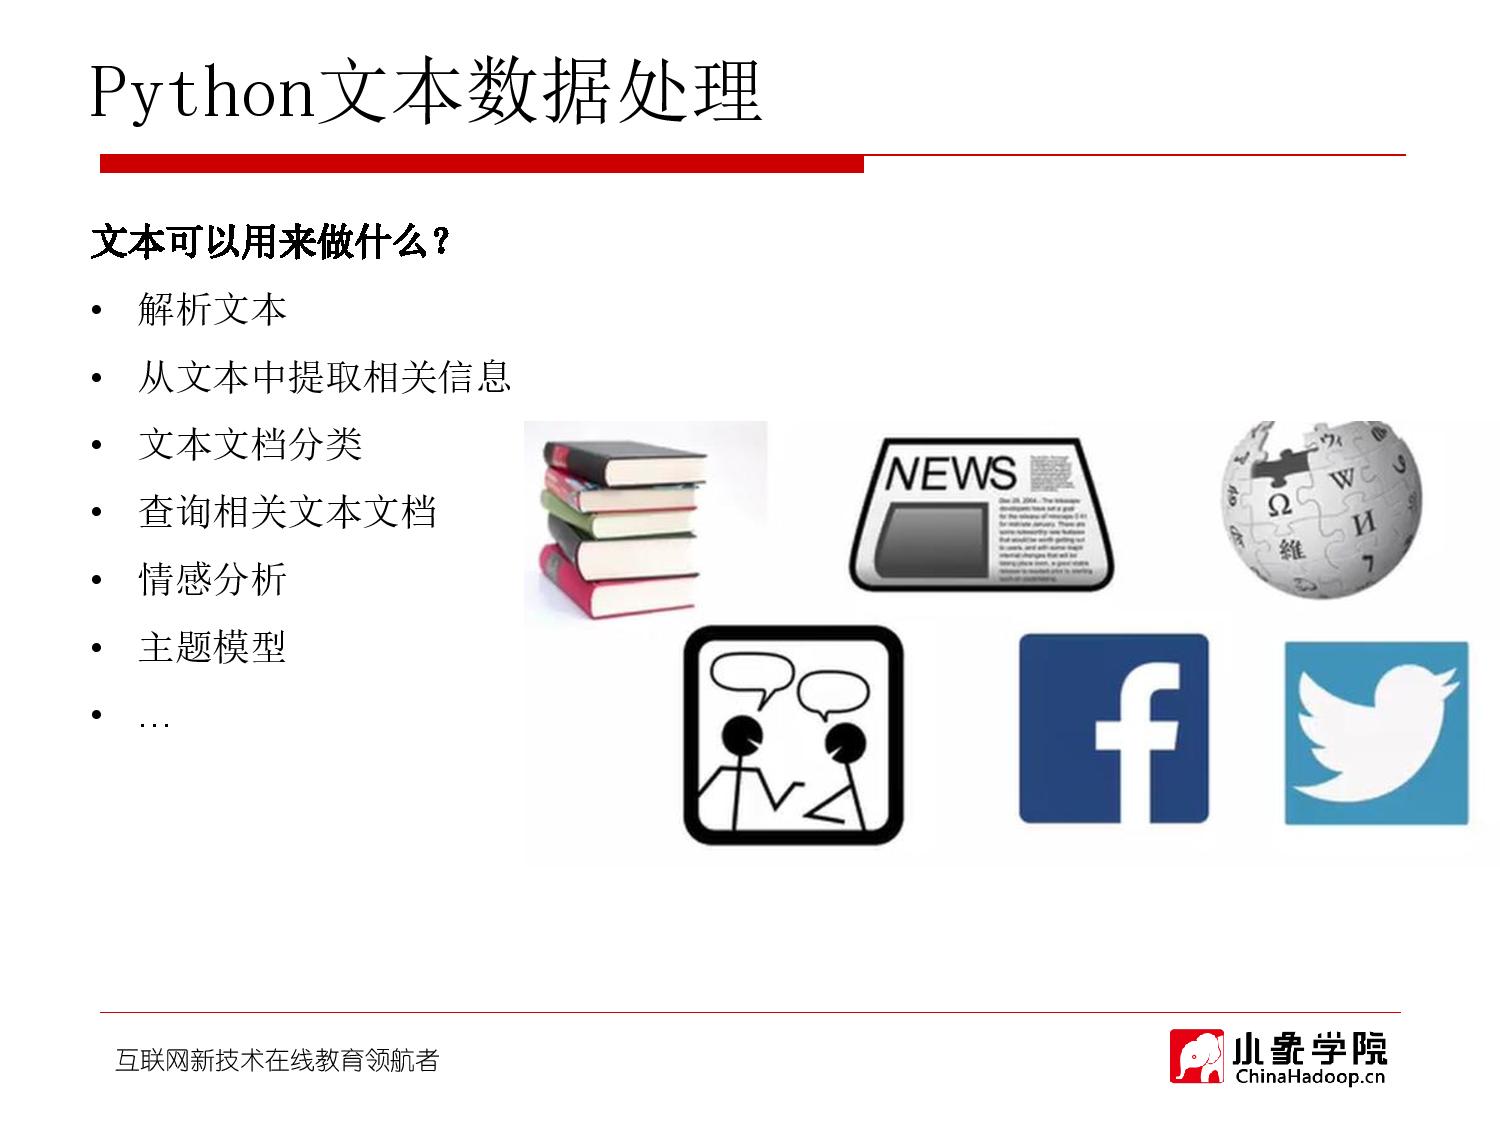 Python文本数据处理
文本可以用来做什么?
• 解析文本
• 从文本中提取相关信息
• 文本文档分类
• 查询相关文本文档
• 情感分析
• 主题模型
• ...
NEWS
Ω
W
И
維
7
互联网新技术在线教育领航者
小象学院
ChinaHadoop.cn